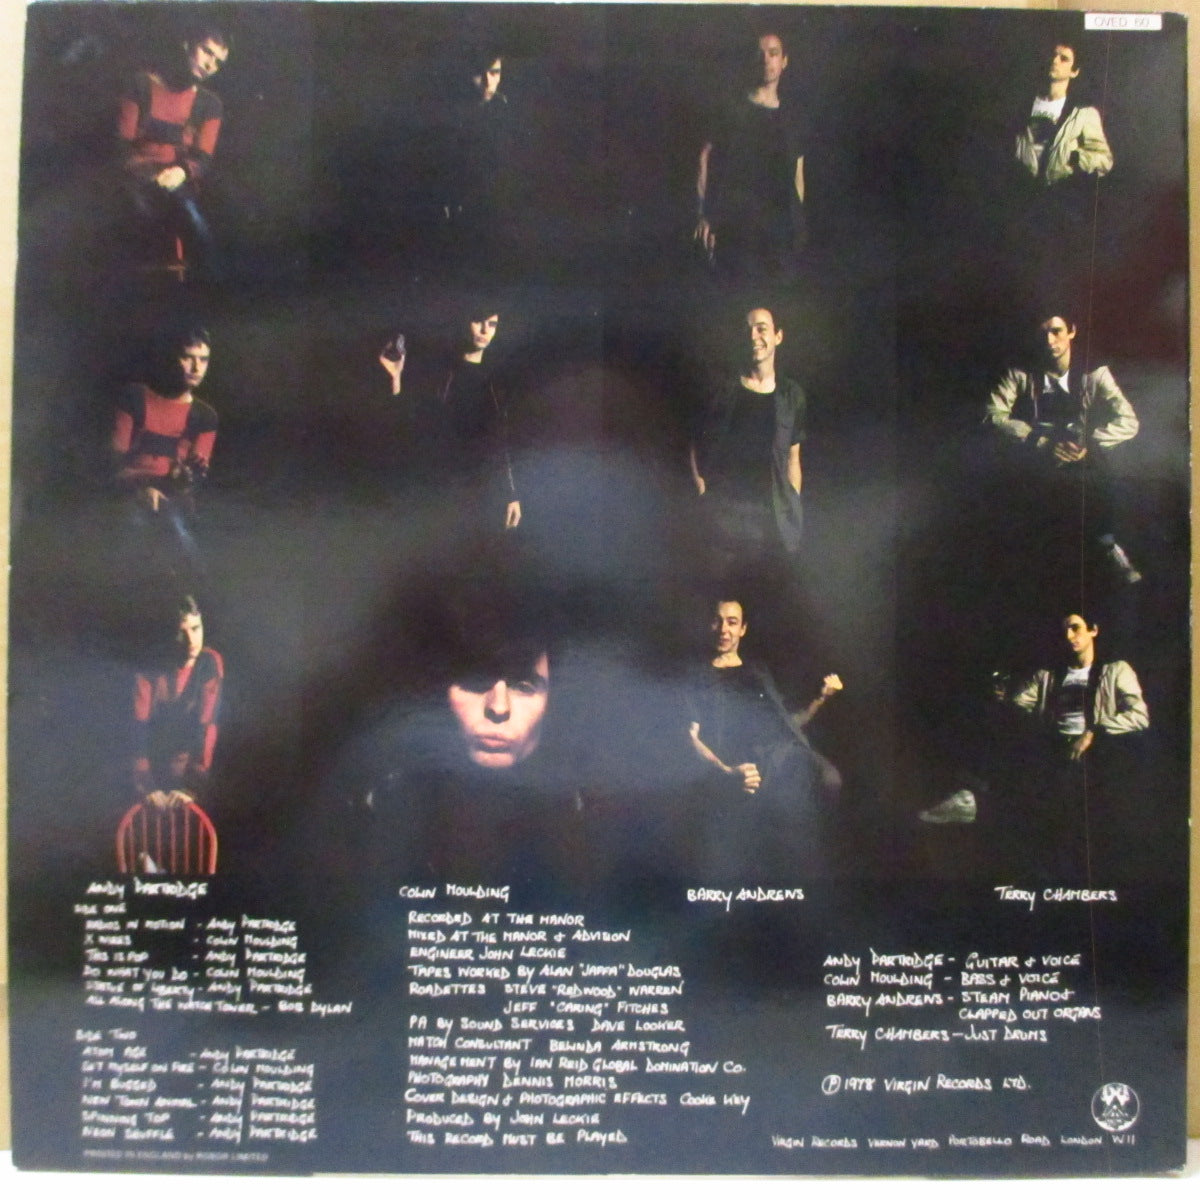 OVED 60
ANDY PARTRIDGE
COLIN MOULDING
BARRY ANDREWS
TERRY CHAMBERS
SIDE ONE
RADIOS IN MOTION - ANDY PARTRIDGE
X WIRES - COLIN MOULDING
THIS IS POP - ANDY PARTRIDGE
DO WHAT YOU DO - COLIN MOULDING
STATUE OF LIBERTY - ANDY PARTRIDGE
ALL ALONG THE WATCH TOWER - BOB DYLAN
SIDE TWO
ATOM AGE - ANDY PARTRIDGE
SET MYSELF ON FIRE - COLIN MOULDING
I'M BUGGED - ANDY PARTRIDGE
NEW TOWN ANIMAL - ANDY PARTRIDGE
SPINNING TOP - ANDY PARTRIDGE
NEON SHUFFLE - ANDY PARTRIDGE
PRINTED IN ENGLAND by ROBOR LIMITED
RECORDED AT THE MANOR
MIXED AT THE MANOR & ADVISION
ENGINEER JOHN LECKIE
TAPES WORKED BY ALAN "JAFFA" DOUGLAS
ROADETTES STEVE "REDWOOD" WARREN
JEFF "CARING" FITCHES
PA BY SOUND SERVICES DAVE LOOKER
MATCH CONSULTANT BELINDA ARMSTRONG
MANAGEMENT BY IAN REID GLOBAL DOMINATION CO.
PHOTOGRAPHY DENNIS MORRIS
COVER DESIGN & PHOTOGRAPHIC EFFECTS COOKE KEY
PRODUCED BY JOHN LECKIE
THIS RECORD MUST BE PLAYED
ANDY PARTRIDGE - GUITAR & VOICE
COLIN MOULDING - BASS & VOICE
BARRY ANDREWS - STEAM PIANO &
CLAPPED OUT ORGANS
TERRY CHAMBERS - JUST DRUMS
Ⓟ 1978 VIRGIN RECORDS LTD.
VIRGIN RECORDS VERNON YARD PORTOBELLO ROAD LONDON W11